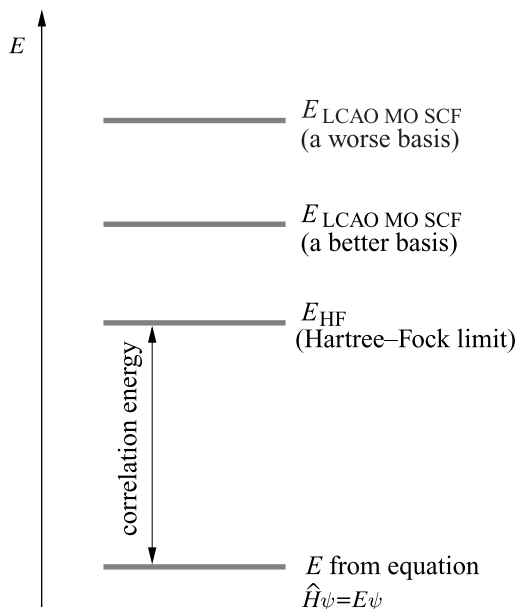 E
E LCAO MO SCF
(a worse basis)
E LCAO MO SCF
(a better basis)
E HF
(Hartree–Fock limit)
correlation energy
E from equation
Ĥψ=Eψ